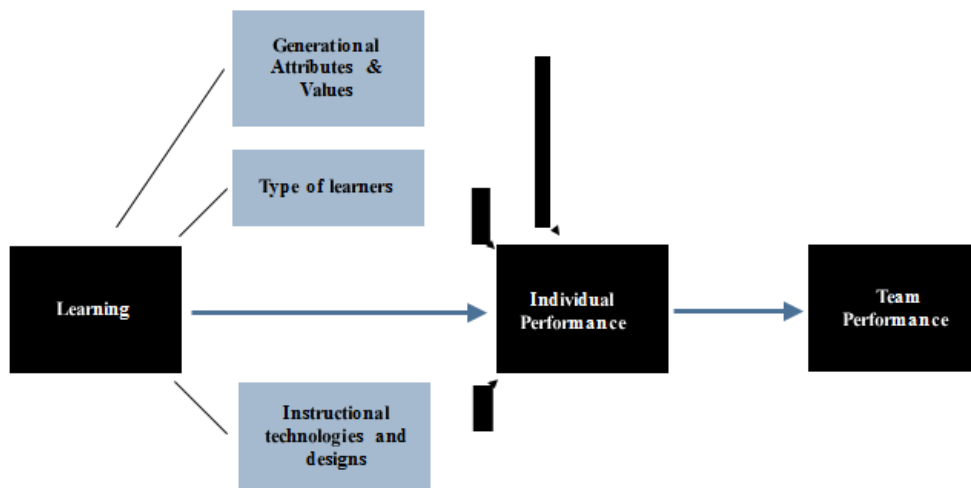 Generational
Attributes & 
Values
Type of learners
Learning
Individual
Performance
Team
Performance
Instructional
technologies and
designs